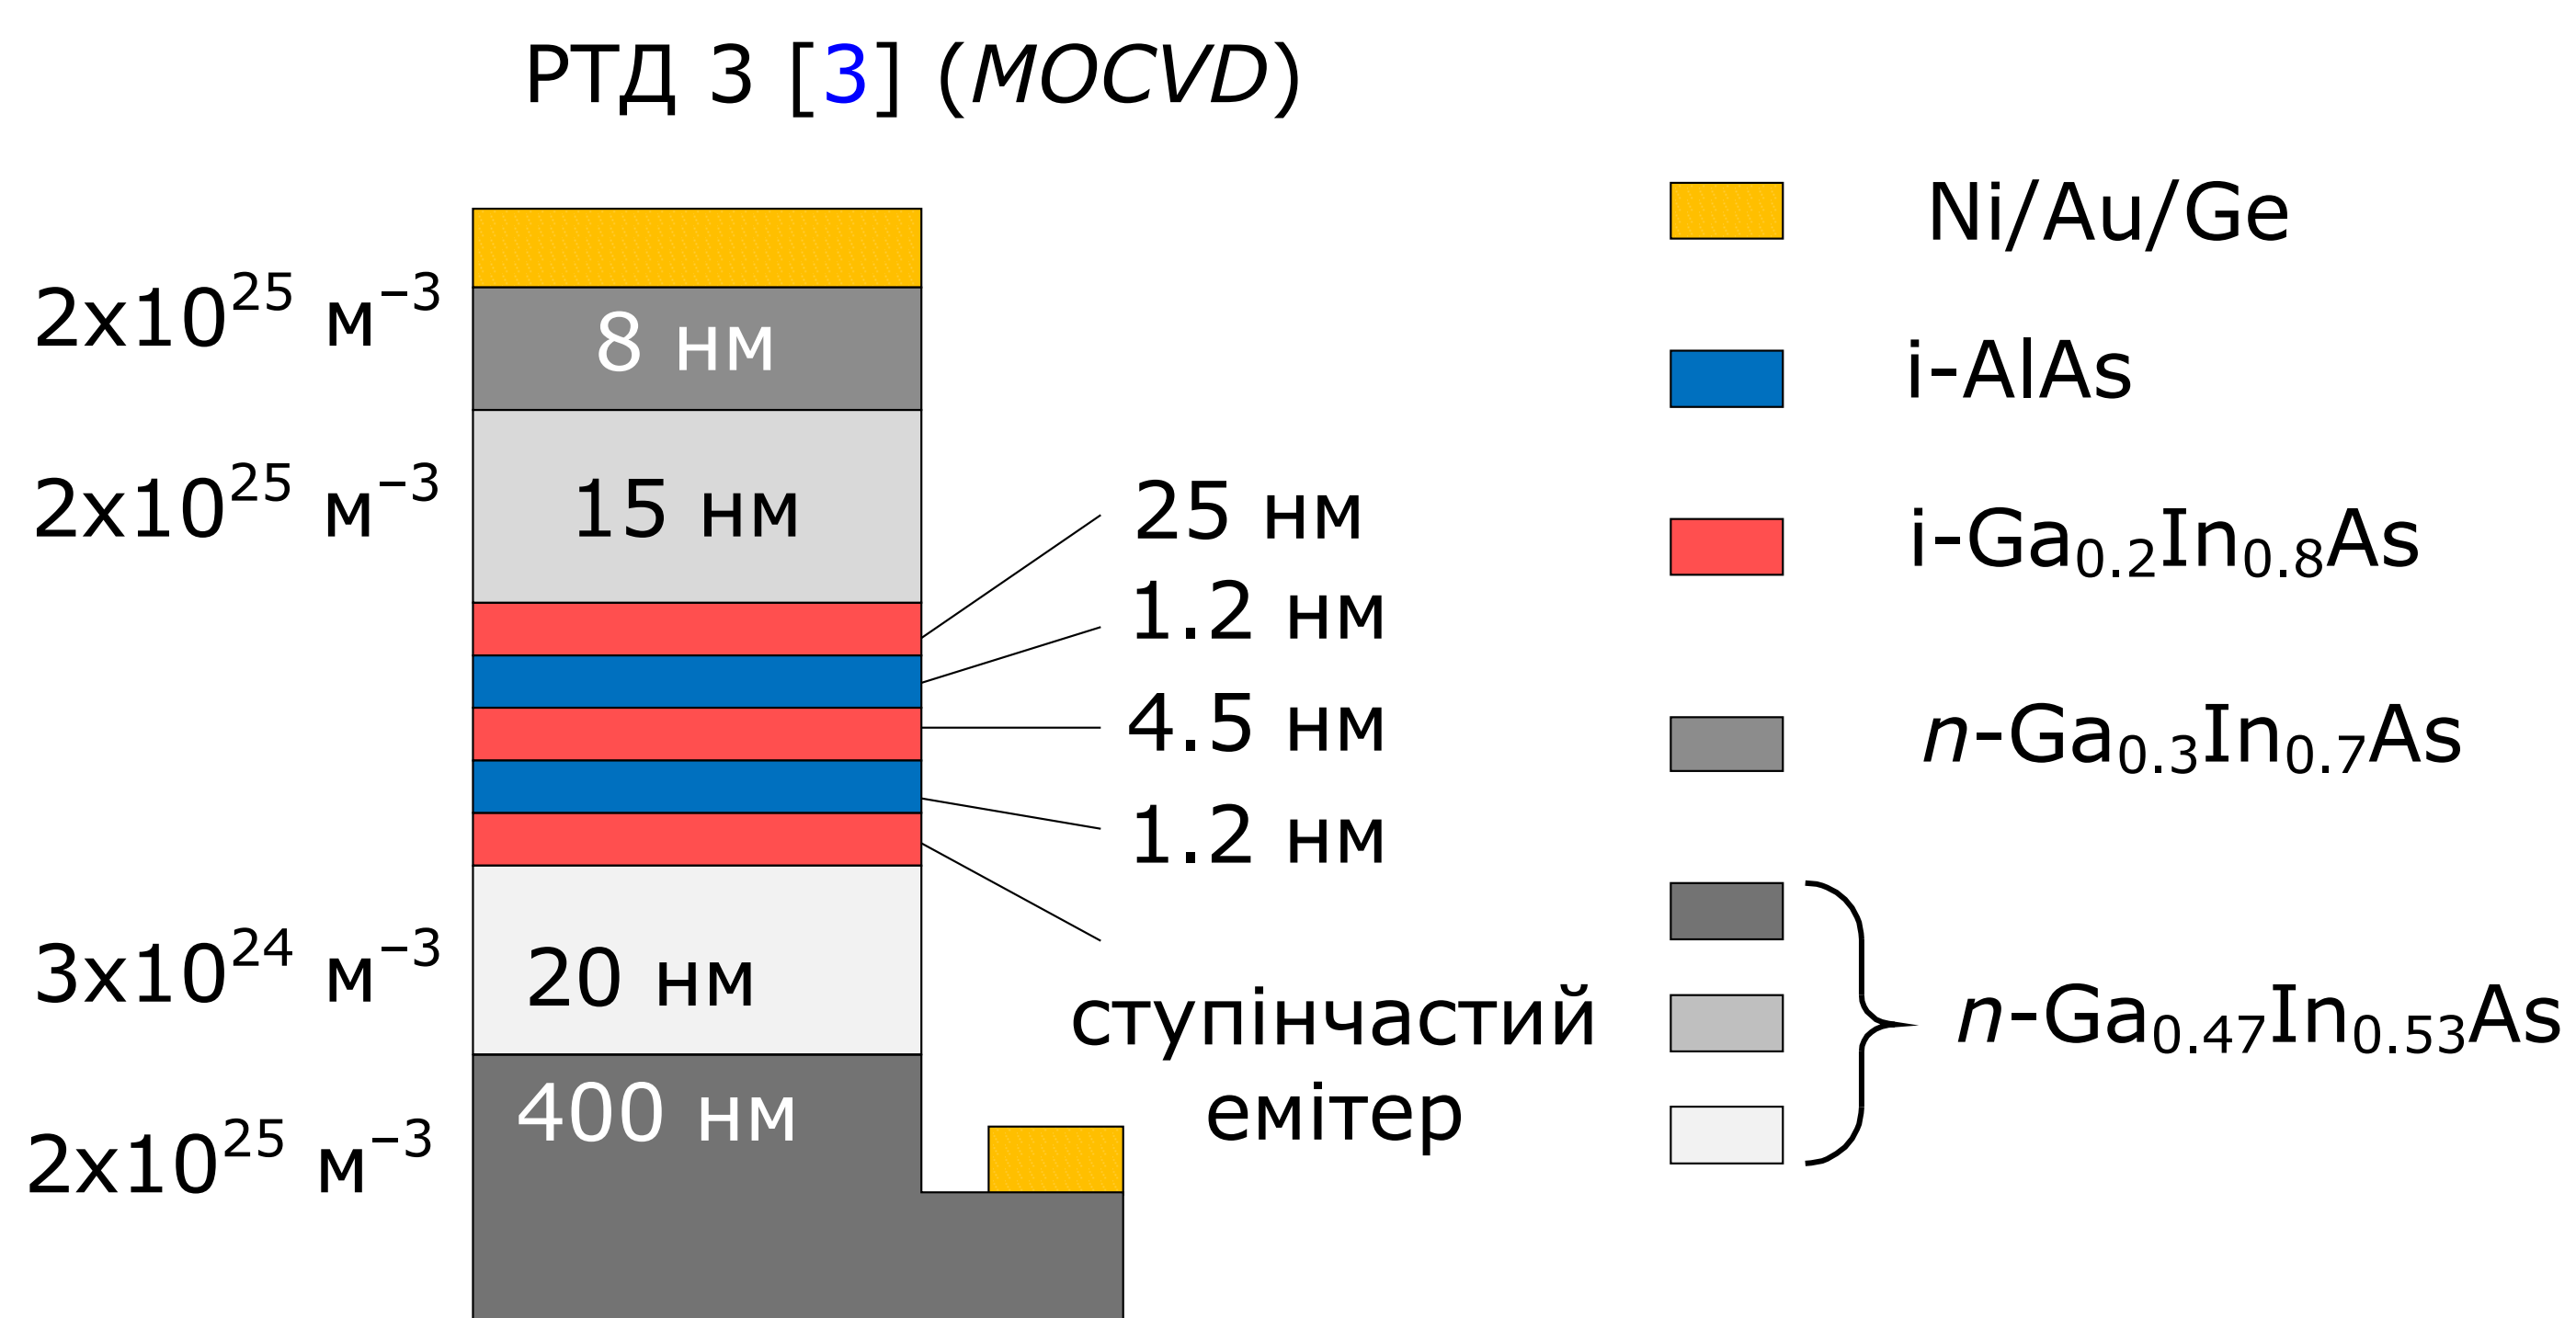 РТД 3 [3] (MOCVD)
2x10²⁵ м⁻³
8 нм
2x10²⁵ м⁻³
15 нм
25 нм
1.2 нм
4.5 нм
1.2 нм
3x10²⁴ м⁻³
20 нм
ступінчастий
емітер
400 нм
2x10²⁵ м⁻³
Ni/Au/Ge
i-AlAs
i-Ga₀.₂In₀.₈As
n-Ga₀.₃In₀.₇As
n-Ga₀.₄₇In₀.₅₃As